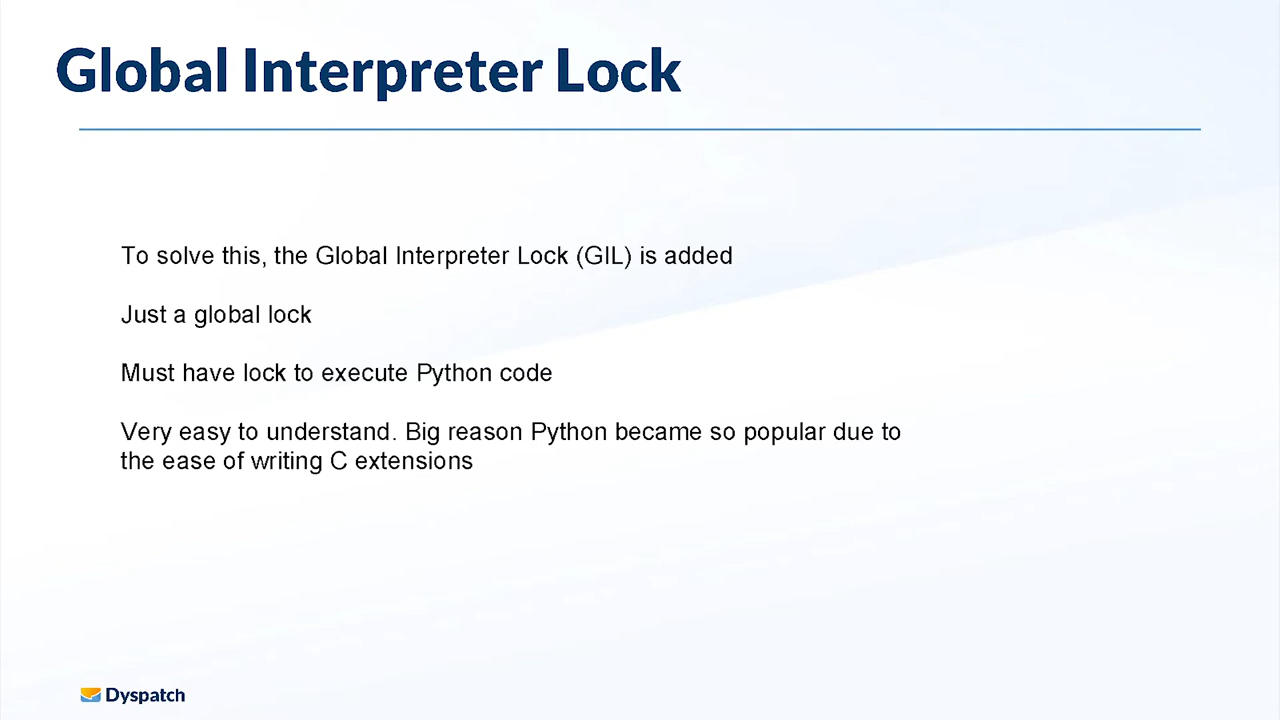 Global Interpreter Lock
To solve this, the Global Interpreter Lock (GIL) is added
Just a global lock
Must have lock to execute Python code
Very easy to understand. Big reason Python became so popular due to
the ease of writing C extensions
Dyspatch